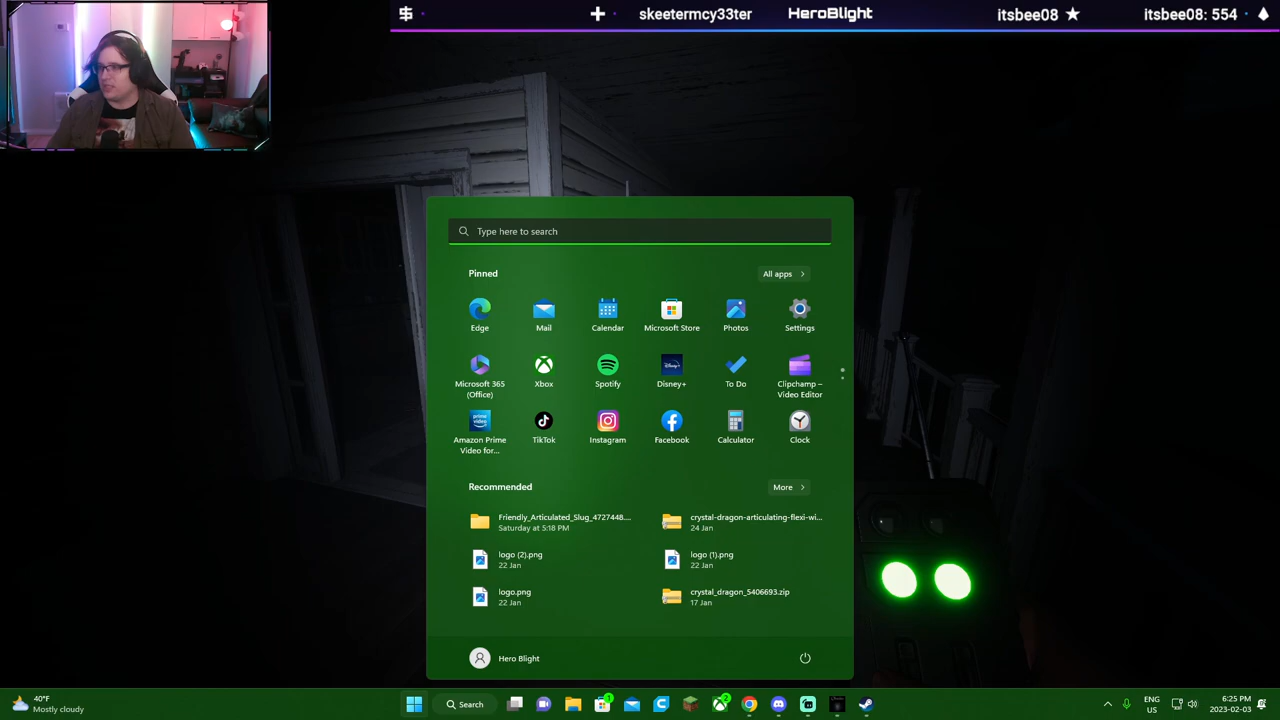 skeetermcy33ter
HeroBlight
itsbee08 ★
itsbee08: 554
Type here to search
Pinned
All apps
Edge
Mail
Calendar
Microsoft Store
Photos
Settings
Microsoft 365
(Office)
Xbox
Spotify
Disney+
To Do
Clipchamp –
Video Editor
Amazon Prime
Video for...
TikTok
Instagram
Facebook
Calculator
Clock
Recommended
More
Friendly_Articulated_Slug_4727448....
Saturday at 5:18 PM
crystal-dragon-articulating-flexi-wi...
24 Jan
logo (2).png
22 Jan
logo (1).png
22 Jan
logo.png
22 Jan
crystal_dragon_5406693.zip
17 Jan
Hero Blight
40°F
Mostly cloudy
Search
1
2
ENG
US
6:25 PM
2023-02-03